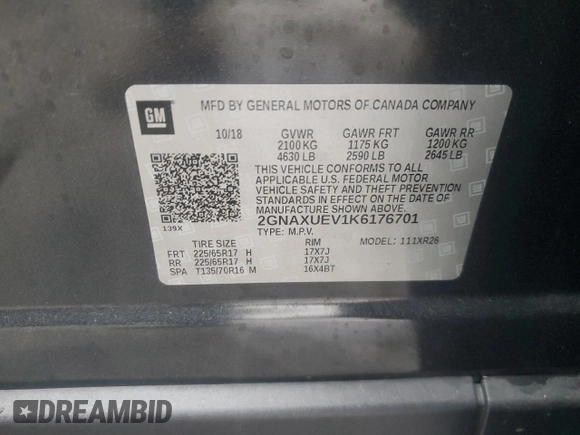 GM
MFD BY GENERAL MOTORS OF CANADA COMPANY
10/18 GVWR GAWR FRT GAWR RR
2100 KG 1175 KG 1200 KG
4630 LB 2590 LB 2645 LB
THIS VEHICLE CONFORMS TO ALL
APPLICABLE U.S. FEDERAL MOTOR
VEHICLE SAFETY AND THEFT PREVENTION
STANDARDS IN EFFECT ON THE DATE OF
MANUFACTURE SHOWN ABOVE.
139X 2GNAXUEV1K6176701
TYPE: M.P.V. MODEL: 111XR26
TIRE SIZE RIM
FRT 225/65R17 H 17X7J
RR 225/65R17 H 17X7J
SPA T135/70R16 M 16X4BT
DREAMBID